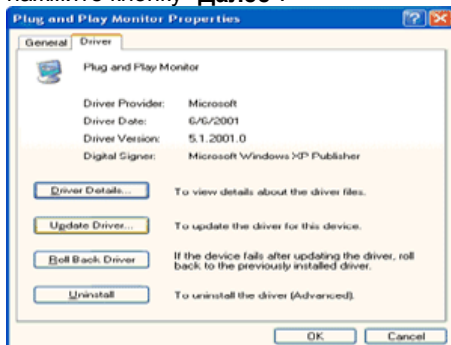 нажмите кнопку "Далее".
Plug and Play Monitor Properties
General Driver
Plug and Play Monitor
Driver Provider: Microsoft
Driver Date: 6/6/2001
Driver Version: 5.1.2001.0
Digital Signer: Microsoft Windows XP Publisher
Driver Details... To view details about the driver files.
Update Driver... To update the driver for this device.
Roll Back Driver If the device fails after updating the driver, roll
back to the previously installed driver.
Uninstall To uninstall the driver (Advanced).
OK Cancel